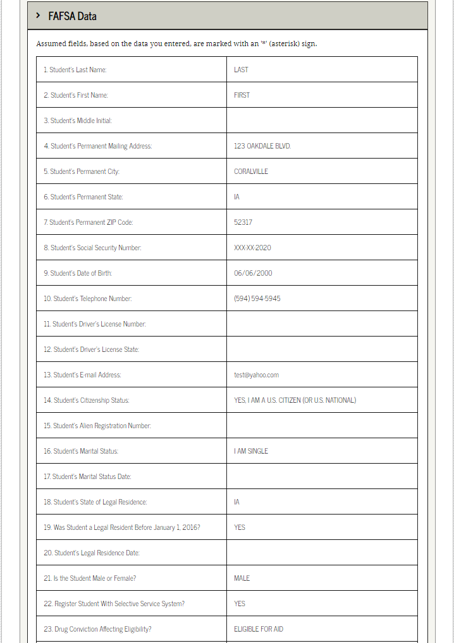 > FAFSA Data
Assumed fields, based on the data you entered, are marked with an '*' (asterisk) sign.
1. Student's Last Name: LAST
2. Student's First Name: FIRST
3. Student's Middle Initial:
4. Student's Permanent Mailing Address: 123 OAKDALE BLVD
5. Student's Permanent City: CORALVILLE
6. Student's Permanent State: IA
7. Student's Permanent ZIP Code: 52317
8. Student's Social Security Number: XXX-XX-2020
9. Student's Date of Birth: 06/06/2000
10. Student's Telephone Number: (594) 594-5945
11. Student's Driver's License Number:
12. Student's Driver's License State:
13. Student's E-mail Address: test@yahoo.com
14. Student's Citizenship Status: YES, I AM A U.S. CITIZEN (OR U.S. NATIONAL)
15. Student's Alien Registration Number:
16. Student's Marital Status: I AM SINGLE
17. Student's Marital Status Date:
18. Student's State of Legal Residence: IA
19. Was Student a Legal Resident Before January 1, 2016? YES
20. Student's Legal Residence Date:
21. Is the Student Male or Female? MALE
22. Register Student With Selective Service System? YES
23. Drug Conviction Affecting Eligibility? ELIGIBLE FOR AID